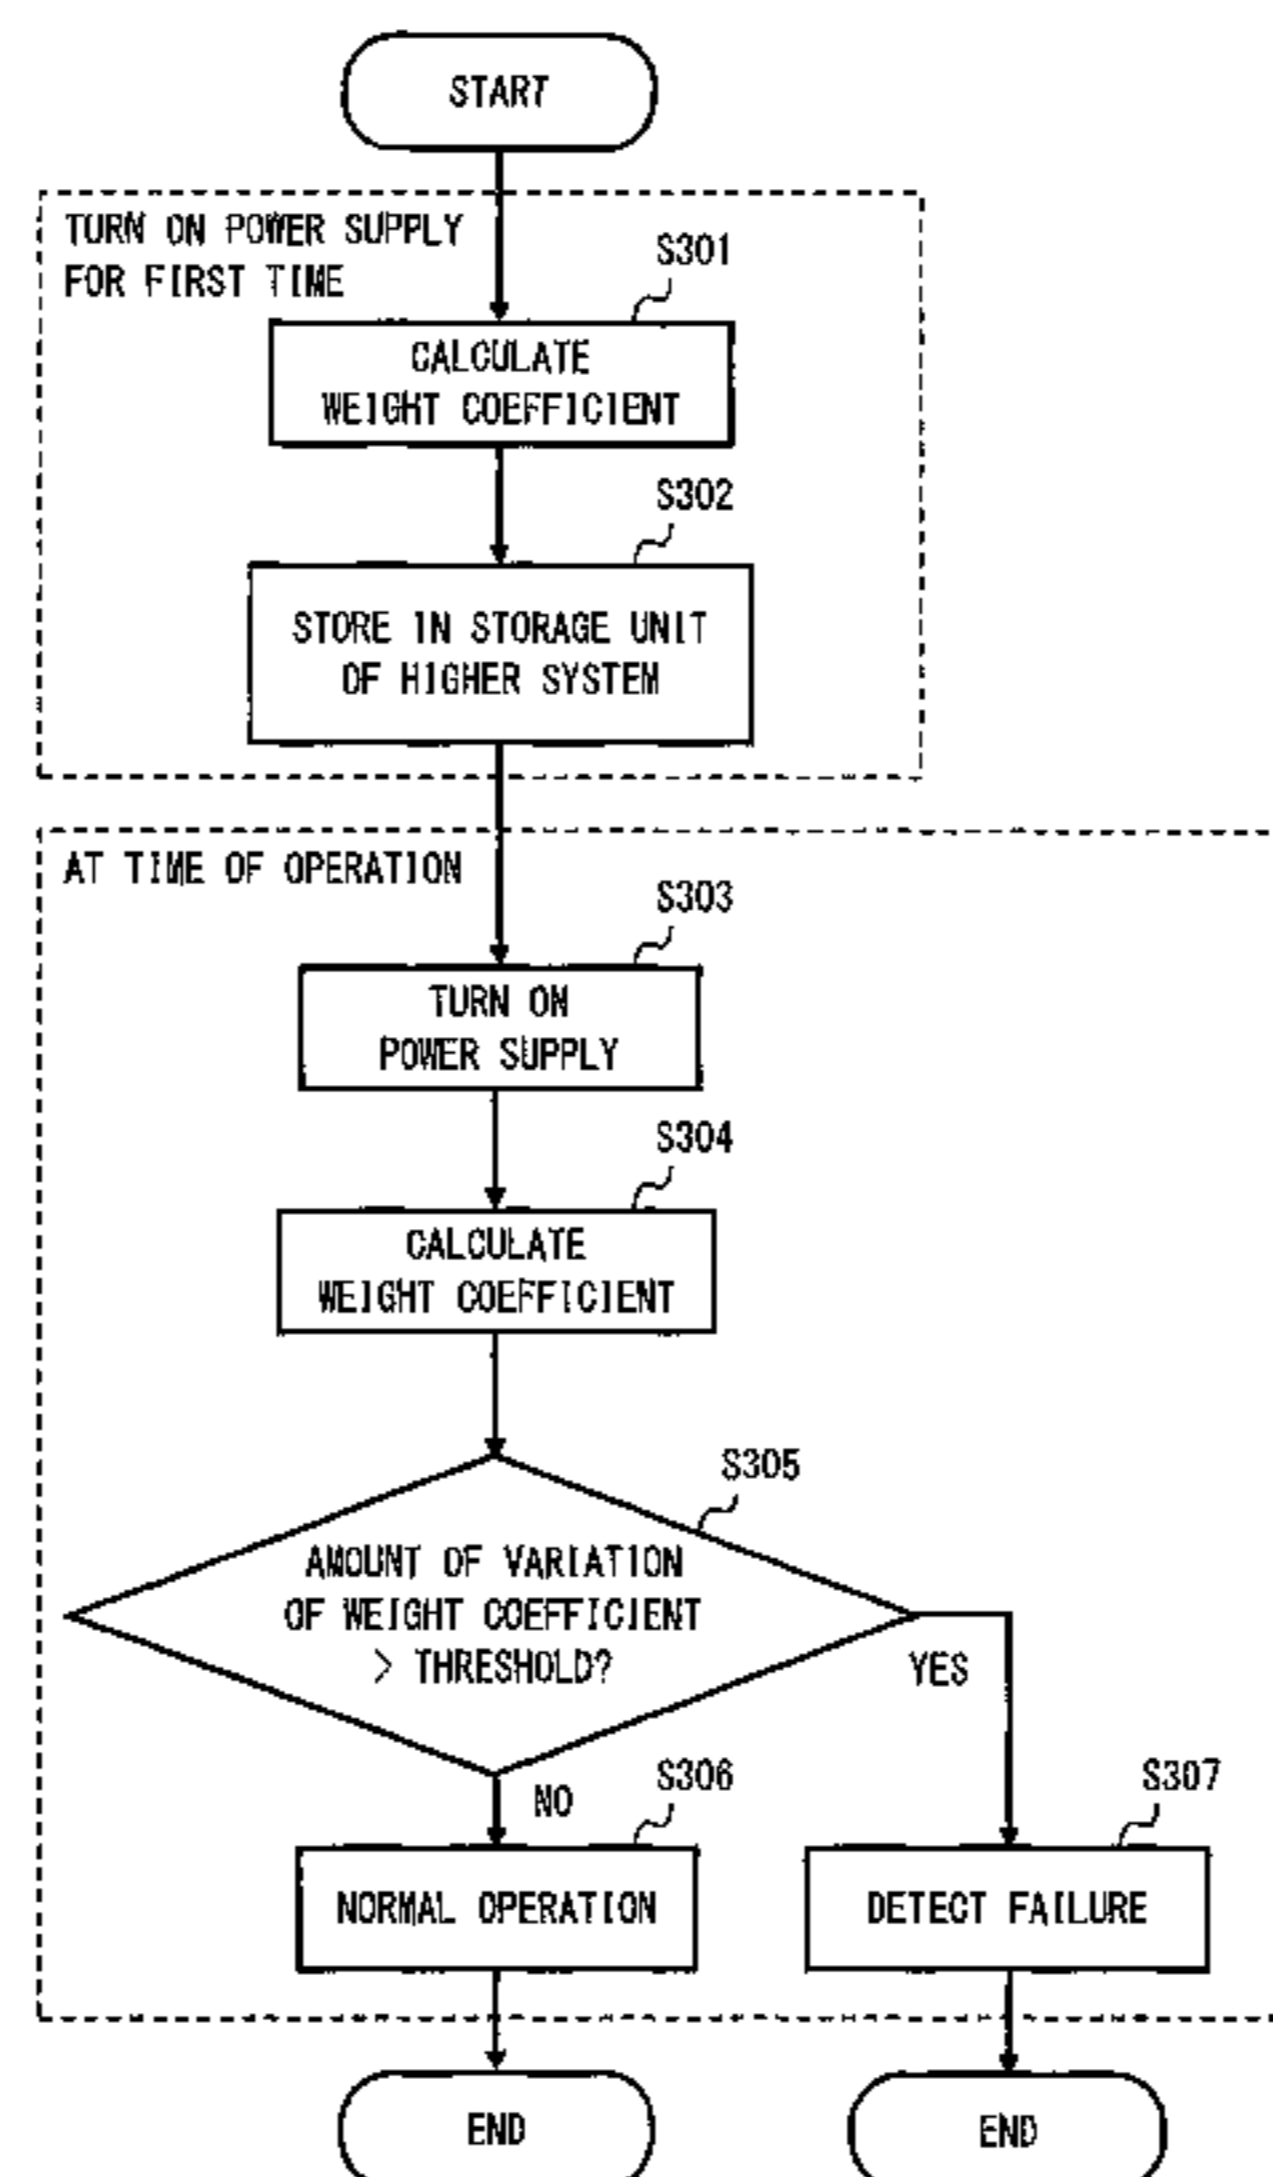 START
TURN ON POWER SUPPLY
FOR FIRST TIME
S301
CALCULATE
WEIGHT COEFFICIENT
S302
STORE IN STORAGE UNIT
OF HIGHER SYSTEM
AT TIME OF OPERATION
S303
TURN ON
POWER SUPPLY
S304
CALCULATE
WEIGHT COEFFICIENT
S305
AMOUNT OF VARIATION
OF WEIGHT COEFFICIENT
> THRESHOLD?
YES
NO
S306
S307
NORMAL OPERATION
DETECT FAILURE
END
END